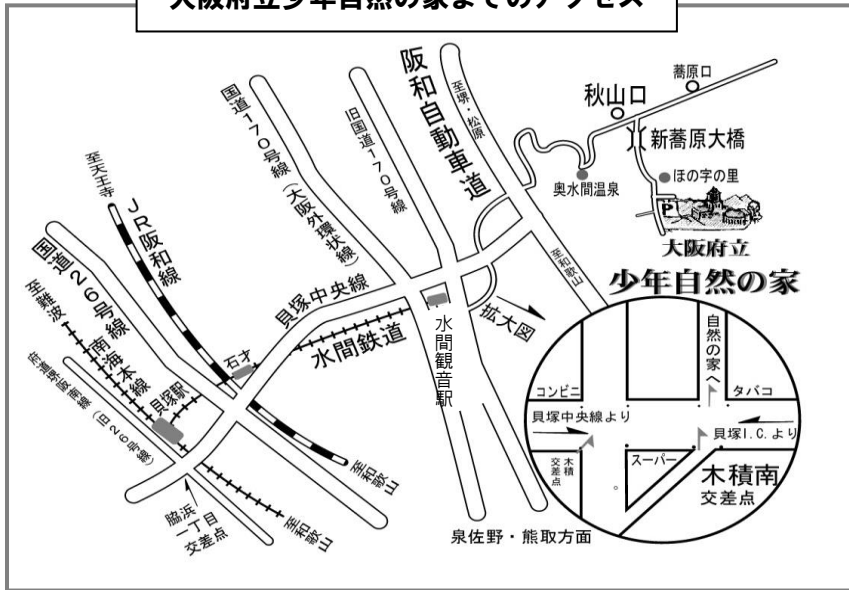 大阪府立少年自然の家までのアクセス
国道170号線(大阪外環状線)
旧国道170号線
阪和自動車道
至堺・松原
蕎原口
秋山口
新蕎原大橋
奥水間温泉
ほの字の里
P
大阪府立
少年自然の家
至天王寺
JR阪和線
国道26号線
至難波
南海本線
府道堺阪南線(旧26号線)
貝塚駅
石才
貝塚中央線
水間鉄道
水間観音駅
拡大図
至和歌山
脇浜
一丁目
交差点
至和歌山
至和歌山
泉佐野・熊取方面
自然の家へ
コンビニ
タバコ
貝塚中央線より
貝塚I.C.より
木積
交差点
スーパー
木積南
交差点